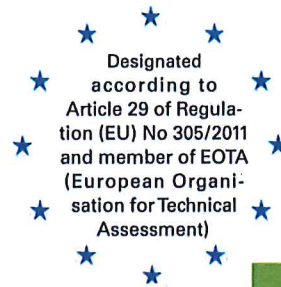 Designated
according to
Article 29 of Regula-
tion (EU) No 305/2011
and member of EOTA
(European Organi-
sation for Technical
Assessment)